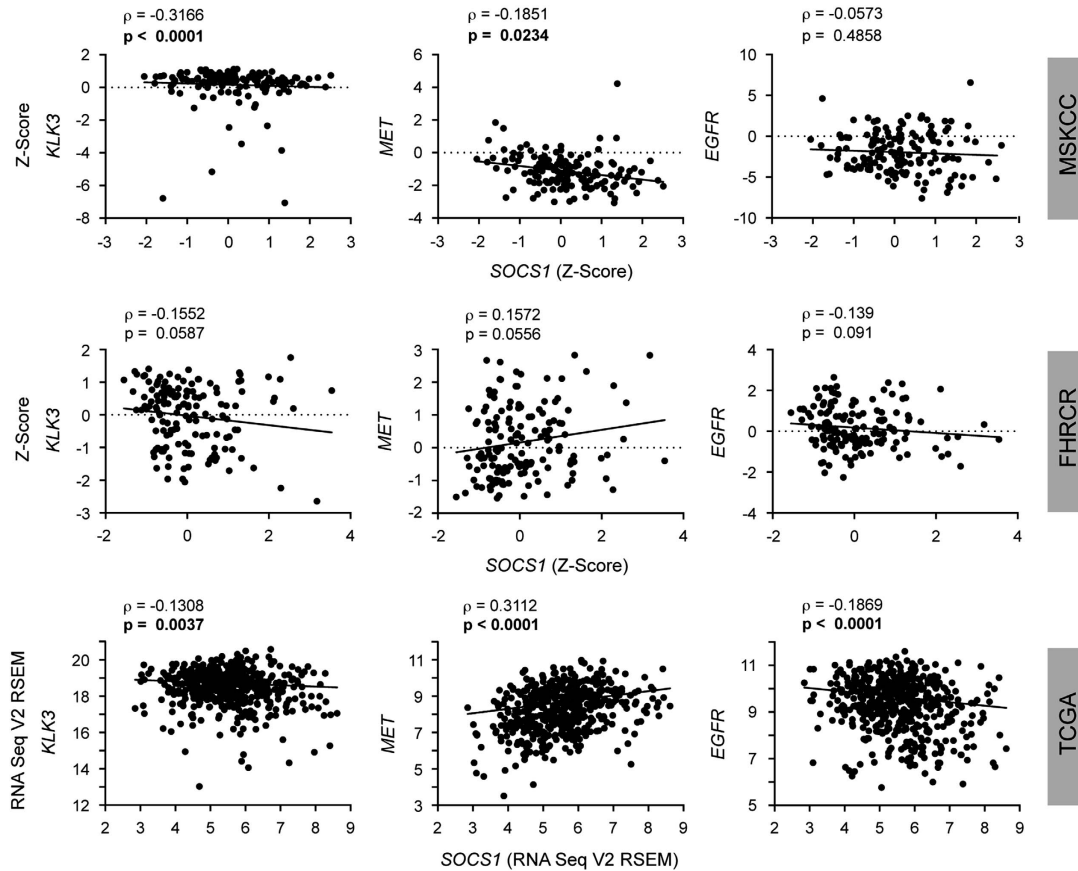 ρ = -0.3166
p < 0.0001
ρ = -0.1851
p = 0.0234
ρ = -0.0573
p = 0.4858
Z-Score
KLK3
2
0
-2
-4
-6
-8
-3 -2 -1 0 1 2 3
MET
6
4
2
0
-2
-4
-3 -2 -1 0 1 2 3
EGFR
10
5
0
-5
-10
-3 -2 -1 0 1 2 3
SOCS1 (Z-Score)
MSKCC
ρ = -0.1552
p = 0.0587
ρ = 0.1572
p = 0.0556
ρ = -0.139
p = 0.091
Z-Score
KLK3
2
1
0
-1
-2
-3
-2 0 2 4
MET
3
2
1
0
-1
-2
-2 0 2 4
EGFR
4
2
0
-2
-4
-2 0 2 4
SOCS1 (Z-Score)
FHRCR
ρ = -0.1308
p = 0.0037
ρ = 0.3112
p < 0.0001
ρ = -0.1869
p < 0.0001
RNA Seq V2 RSEM
KLK3
20
18
16
14
12
2 3 4 5 6 7 8 9
MET
11
9
7
5
3
2 3 4 5 6 7 8 9
EGFR
11
9
7
5
2 3 4 5 6 7 8 9
SOCS1 (RNA Seq V2 RSEM)
TCGA